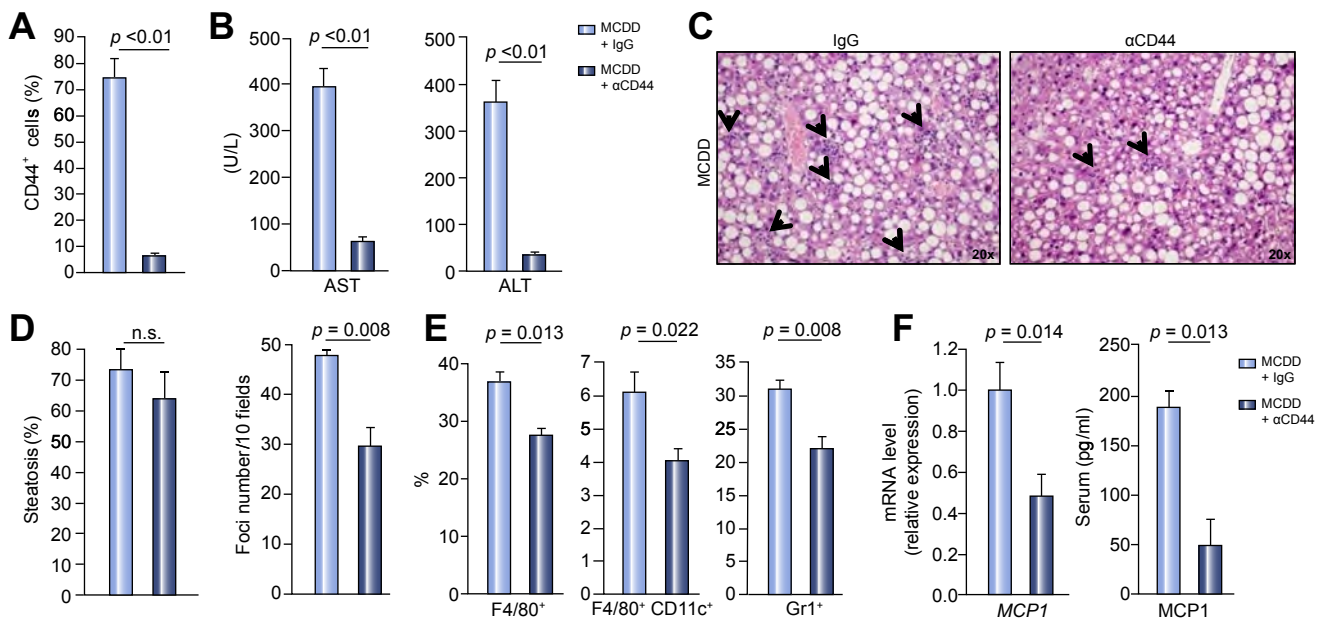 A
CD44+ cells (%)
90
80
70
60
50
40
30
20
10
0
p <0.01
B
(U/L)
500
400
300
200
100
0
p <0.01
AST
500
400
300
200
100
0
p <0.01
ALT
MCDD
+ IgG
MCDD
+ αCD44
C
IgG
αCD44
MCDD
20x
20x
D
Steatosis (%)
80
70
60
50
40
30
20
10
0
n.s.
Foci number/10 fields
50
40
30
20
10
0
p = 0.008
E
%
40
30
20
10
0
p = 0.013
F4/80+
7
6
5
4
3
2
1
0
p = 0.022
F4/80+ CD11c+
35
30
25
20
15
10
5
0
p = 0.008
Gr1+
F
mRNA level
(relative expression)
1.2
1.0
0.8
0.6
0.4
0.2
0.0
p = 0.014
MCP1
Serum (pg/ml)
250
200
150
100
50
0
p = 0.013
MCP1
MCDD
+ IgG
MCDD
+ αCD44